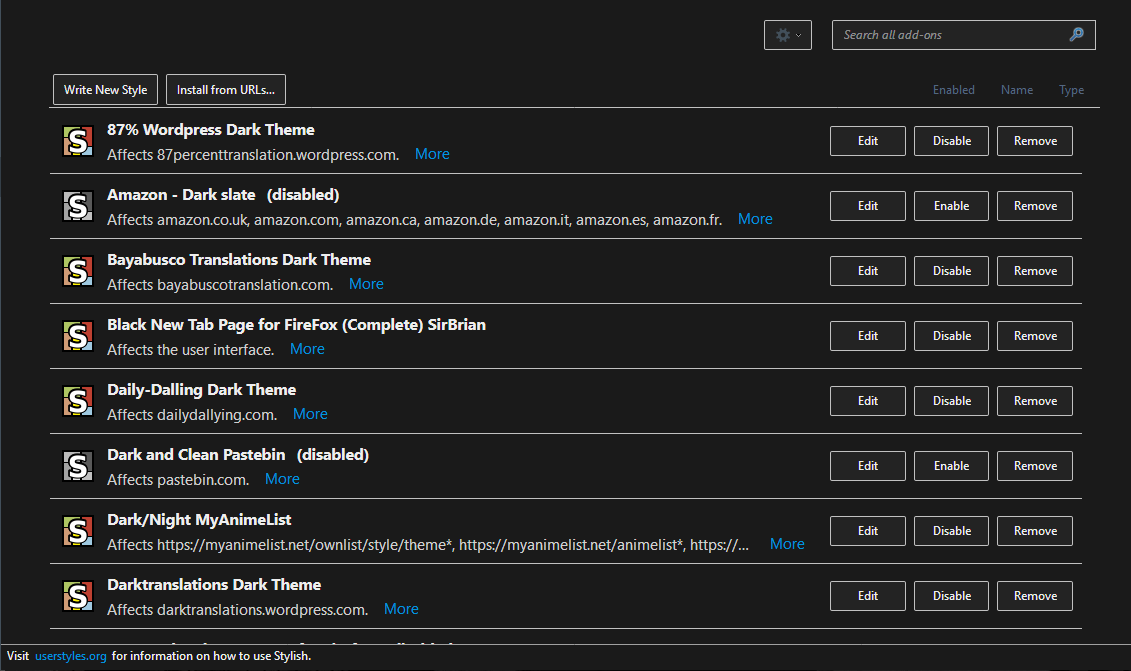 Search all add-ons
Write New Style Install from URLs... Enabled Name Type
87% Wordpress Dark Theme
Affects 87percenttranslation.wordpress.com. More
Edit Disable Remove
Amazon - Dark slate (disabled)
Affects amazon.co.uk, amazon.com, amazon.ca, amazon.de, amazon.it, amazon.es, amazon.fr. More
Edit Enable Remove
Bayabusco Translations Dark Theme
Affects bayabuscotranslation.com. More
Edit Disable Remove
Black New Tab Page for FireFox (Complete) SirBrian
Affects the user interface. More
Edit Disable Remove
Daily-Dalling Dark Theme
Affects dailydallying.com. More
Edit Disable Remove
Dark and Clean Pastebin (disabled)
Affects pastebin.com. More
Edit Enable Remove
Dark/Night MyAnimeList
Affects https://myanimelist.net/ownlist/style/theme*, https://myanimelist.net/animelist*, https://... More
Edit Disable Remove
Darktranslations Dark Theme
Affects darktranslations.wordpress.com. More
Edit Disable Remove
Visit userstyles.org for information on how to use Stylish.